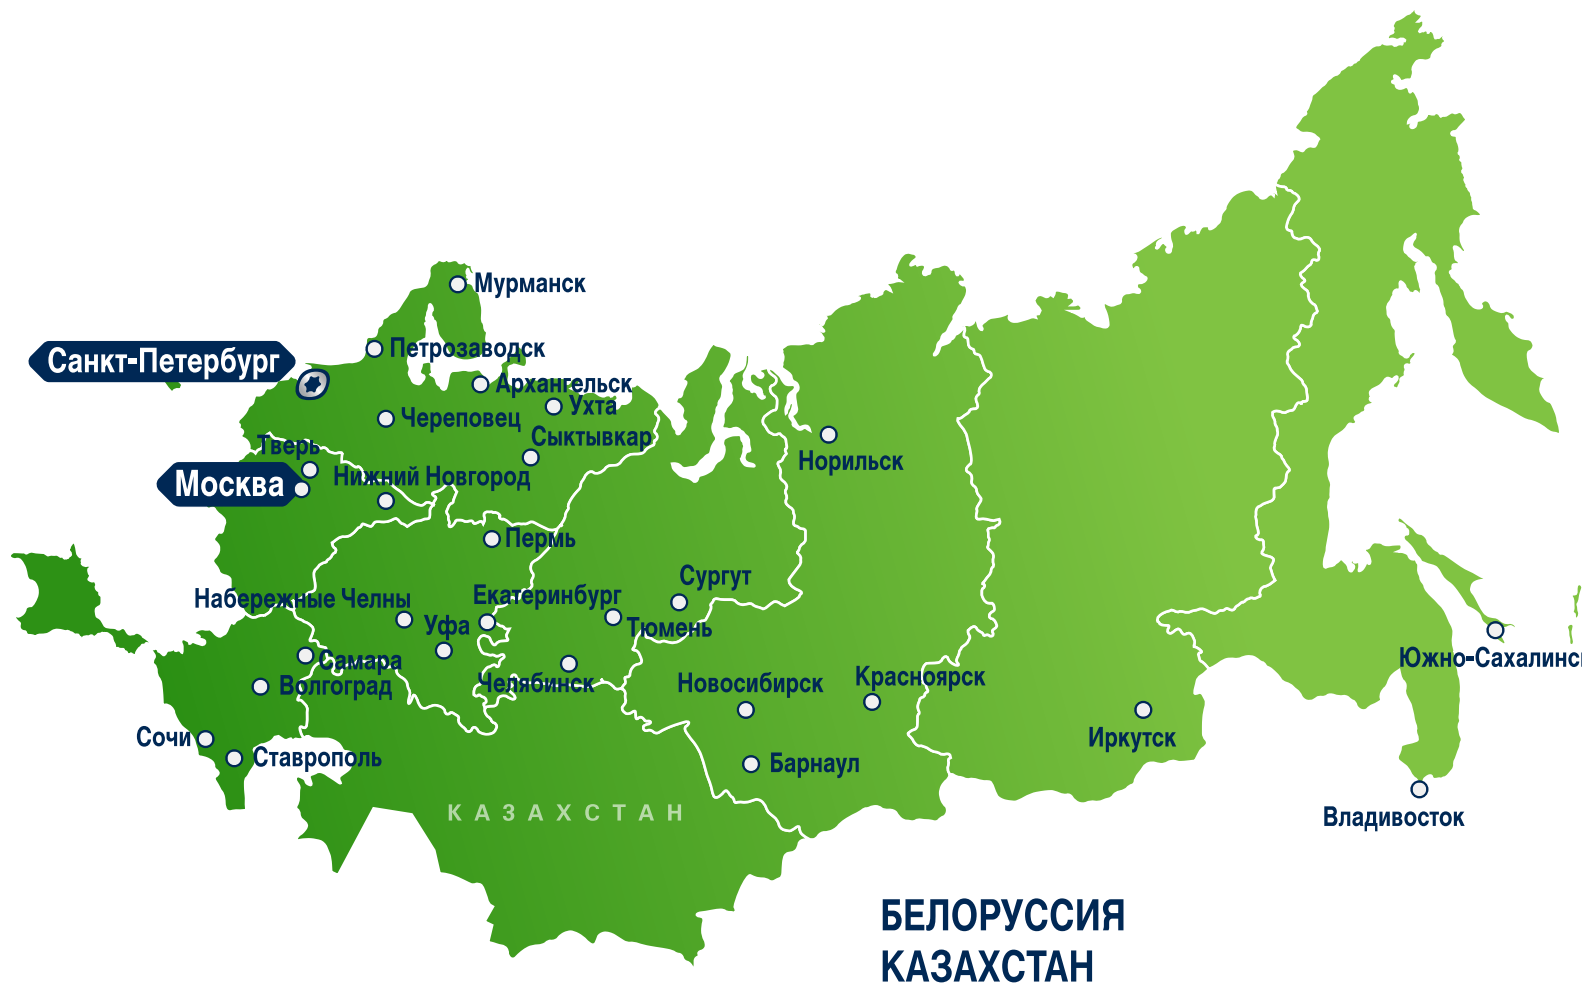 Мурманск
Петрозаводск
Санкт-Петербург
Архангельск
Ухта
Череповец
Сыктывкар
Тверь
Норильск
Нижний Новгород
Москва
Пермь
Сургут
Екатеринбург
Набережные Челны
Уфа
Тюмень
Самара
Южно-Сахалинс
Волгоград
Челябинск
Новосибирск
Красноярск
Сочи
Иркутск
Ставрополь
Барнаул
КАЗАХСТАН
Владивосток
БЕЛОРУССИЯ
КАЗАХСТАН